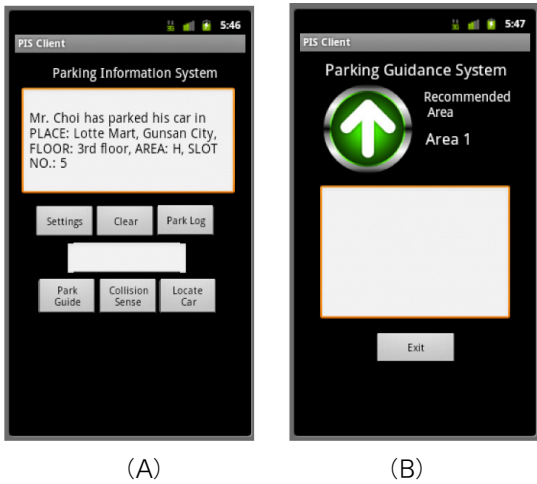 5:46
PIS Client
Parking Information System
Mr. Choi has parked his car in
PLACE: Lotte Mart, Gunsan City,
FLOOR: 3rd floor, AREA: H, SLOT
NO.: 5
Settings
Clear
Park Log
Park
Guide
Collision
Sense
Locate
Car
(A)
5:47
PIS Client
Parking Guidance System
Recommended
Area
Area 1
Exit
(B)